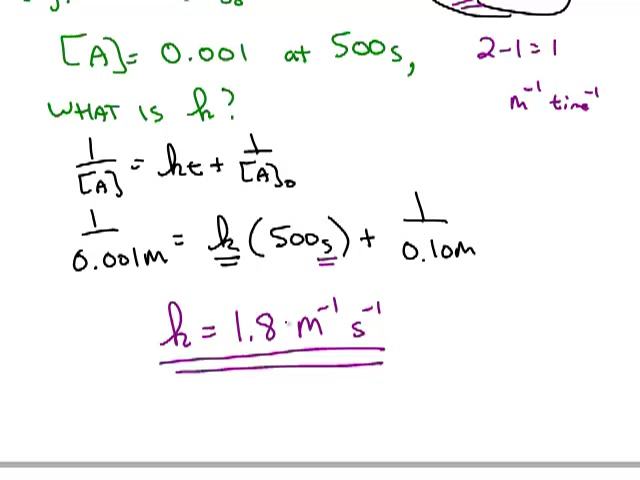 [A]= 0.001 at 500s,
2-1=1
WHAT IS k?
m⁻¹ time⁻¹
1/[A] = kt + 1/[A]₀
1/0.001M = k (500s) + 1/0.10M
k = 1.8 · m⁻¹ s⁻¹